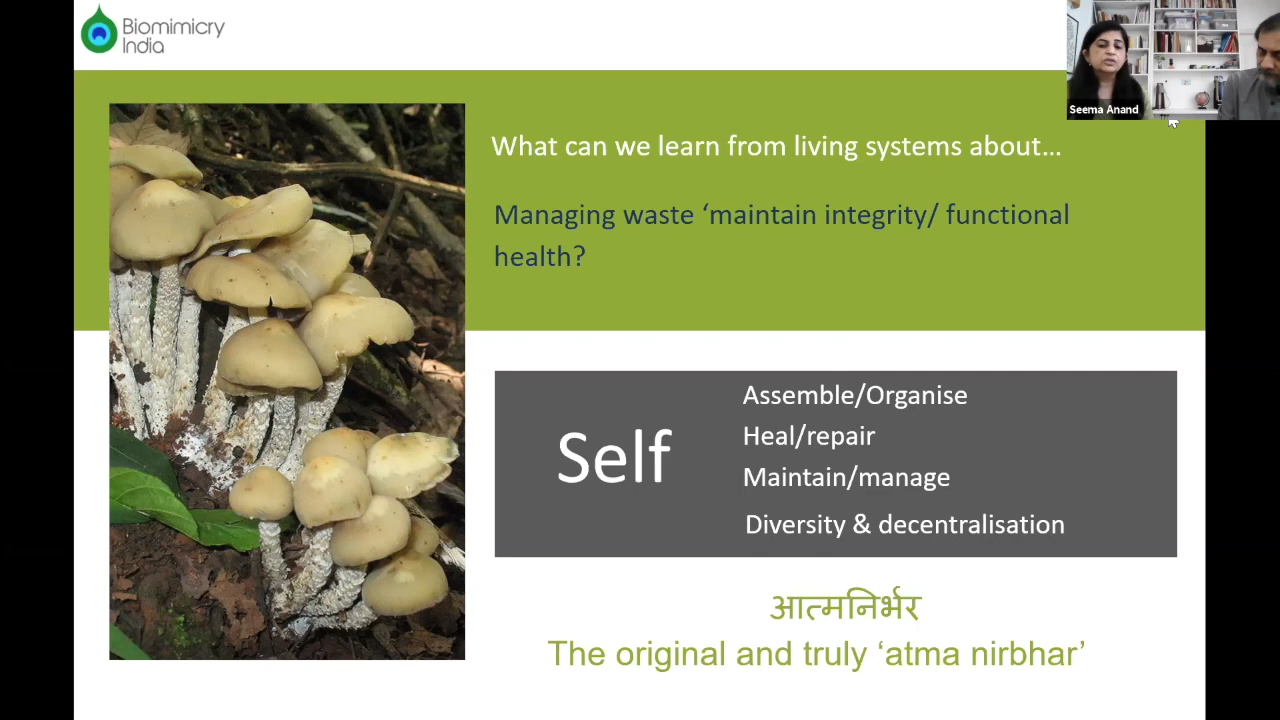 Biomimicry
India
Seema Anand
What can we learn from living systems about...
Managing waste ‘maintain integrity/ functional
health?
Self
Assemble/Organise
Heal/repair
Maintain/manage
Diversity & decentralisation
आत्मनिर्भर
The original and truly ‘atma nirbhar’